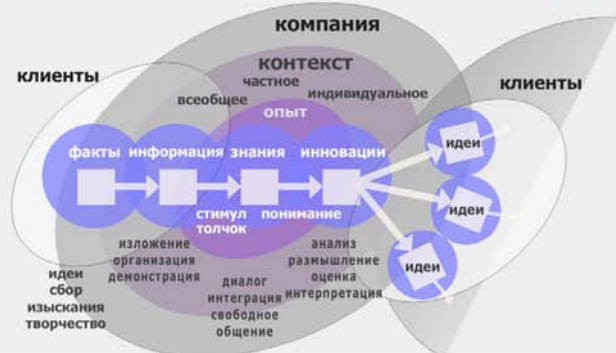 компания
клиенты
контекст
частное
всеобщее
индивидуальное
опыт
клиенты
факты информация знания инновации
идеи
идеи
идеи
стимул понимание
толчок
изложение
организация
демонстрация
анализ
размышление
оценка
интерпретация
диалог
интеграция
свободное
общение
идеи
сбор
изыскания
творчество